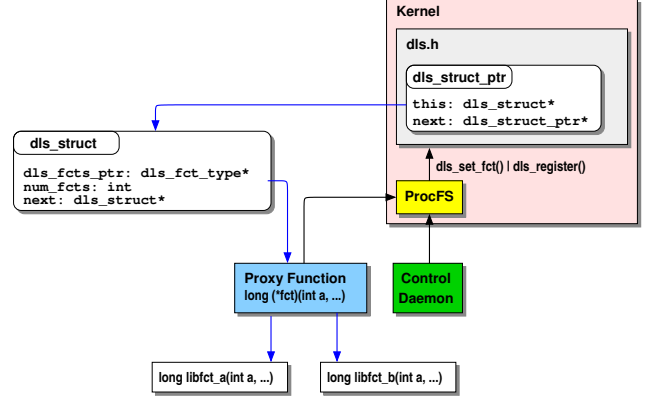 Kernel
dls.h
dls_struct_ptr
this: dls_struct*
next: dls_struct_ptr*
dls_struct
dls_fcts_ptr: dls_fct_type*
num_fcts: int
next: dls_struct*
dls_set_fct() | dls_register()
ProcFS
Proxy Function
long (*fct)(int a, ...)
Control
Daemon
long libfct_a(int a, ...)
long libfct_b(int a, ...)